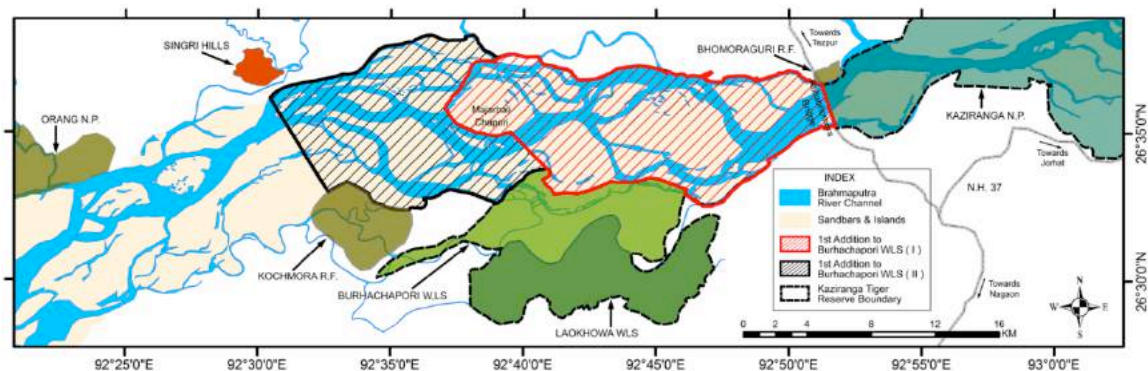 SINGRI HILLS
BHOMORAGURI R.F.
Towards
Tezpur
ORANG N.P.
Majarbali
Chapori
KAZIRANGA N.P.
Towards
Jorhat
N.H. 37
26°35'0"N
INDEX
Brahmaputra
River Channel
Sandbars & Islands
1st Addition to
Burhachapori WLS ( I )
1st Addition to
Burhachapori WLS ( II )
Kaziranga Tiger
Reserve Boundary
KOCHMORA R.F.
BURHACHAPORI W.LS
LAOKHOWA WLS
Towards
Nagaon
26°30'0"N
N
W
E
S
0 2 4 8 12 16
KM
92°25'0"E
92°30'0"E
92°35'0"E
92°40'0"E
92°45'0"E
92°50'0"E
92°55'0"E
93°0'0"E